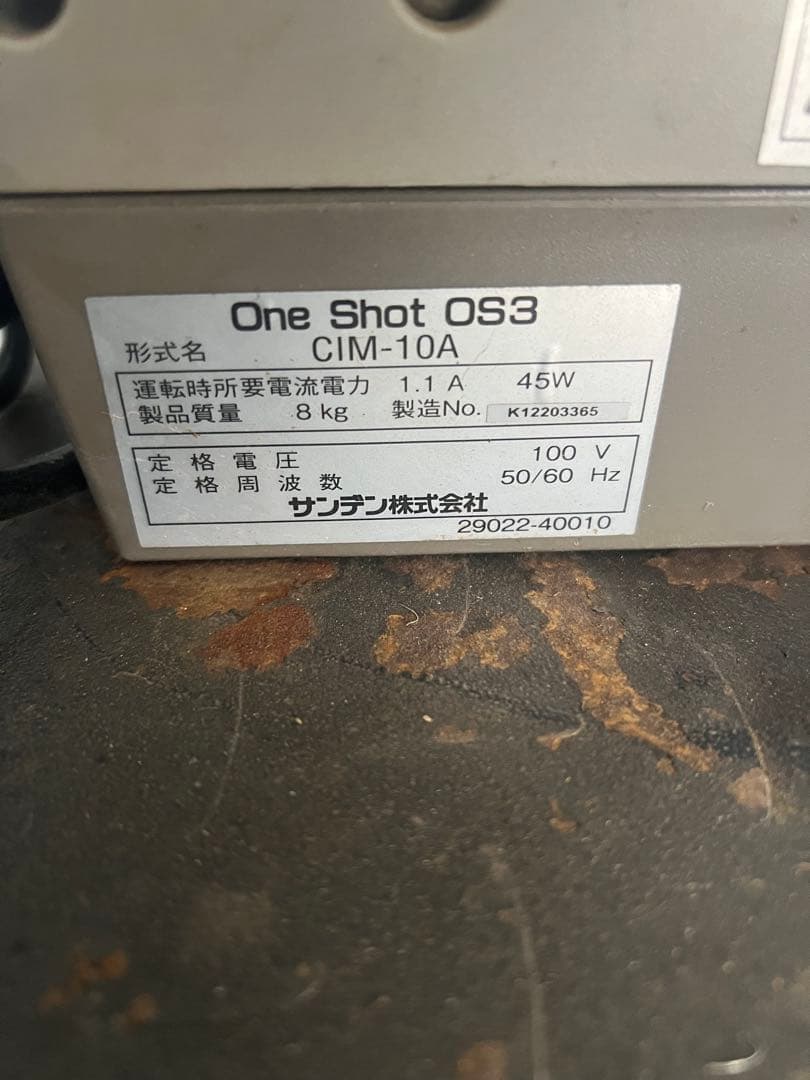 One Shot OS3
形式名 CIM-10A
運転時所要電流電力 1.1 A 45W
製品質量 8 kg 製造No. K12203365
定格電圧 100 V
定格周波数 50/60 Hz
サンデン株式会社
29022-40010